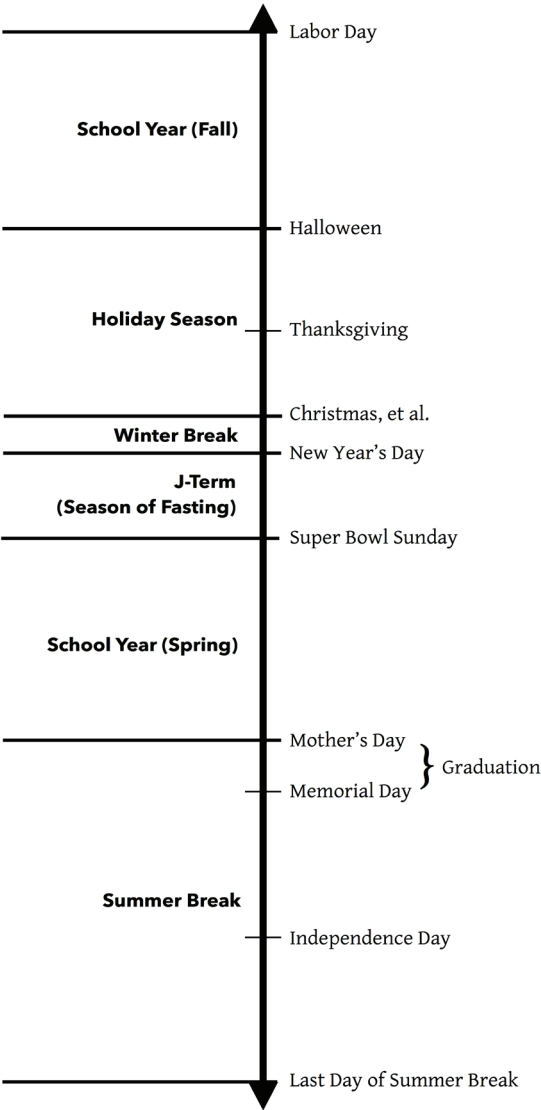 Labor Day
School Year (Fall)
Halloween
Holiday Season
Thanksgiving
Christmas, et al.
Winter Break
New Year’s Day
J-Term
(Season of Fasting)
Super Bowl Sunday
School Year (Spring)
Mother’s Day
Graduation
Memorial Day
Summer Break
Independence Day
Last Day of Summer Break